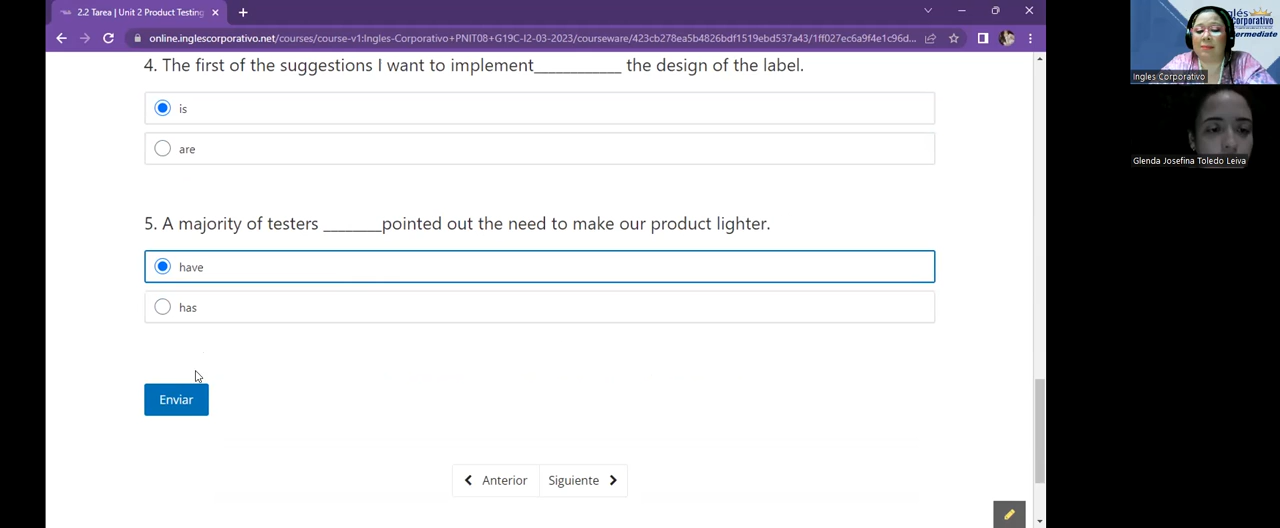 2.2 Tarea | Unit 2 Product Testing
online.inglescorporativo.net/courses/course-v1:Ingles-Corporativo+PNIT08+G19C-I2-03-2023/courseware/423cb278ea5b4826bdf1519ebd537a43/1ff027ec6a9f4e1c96d...
4. The first of the suggestions I want to implement____________ the design of the label.
is
are
5. A majority of testers ________pointed out the need to make our product lighter.
have
has
Enviar
Anterior Siguiente
Ingles Corporativo
Glenda Josefina Toledo Leiva